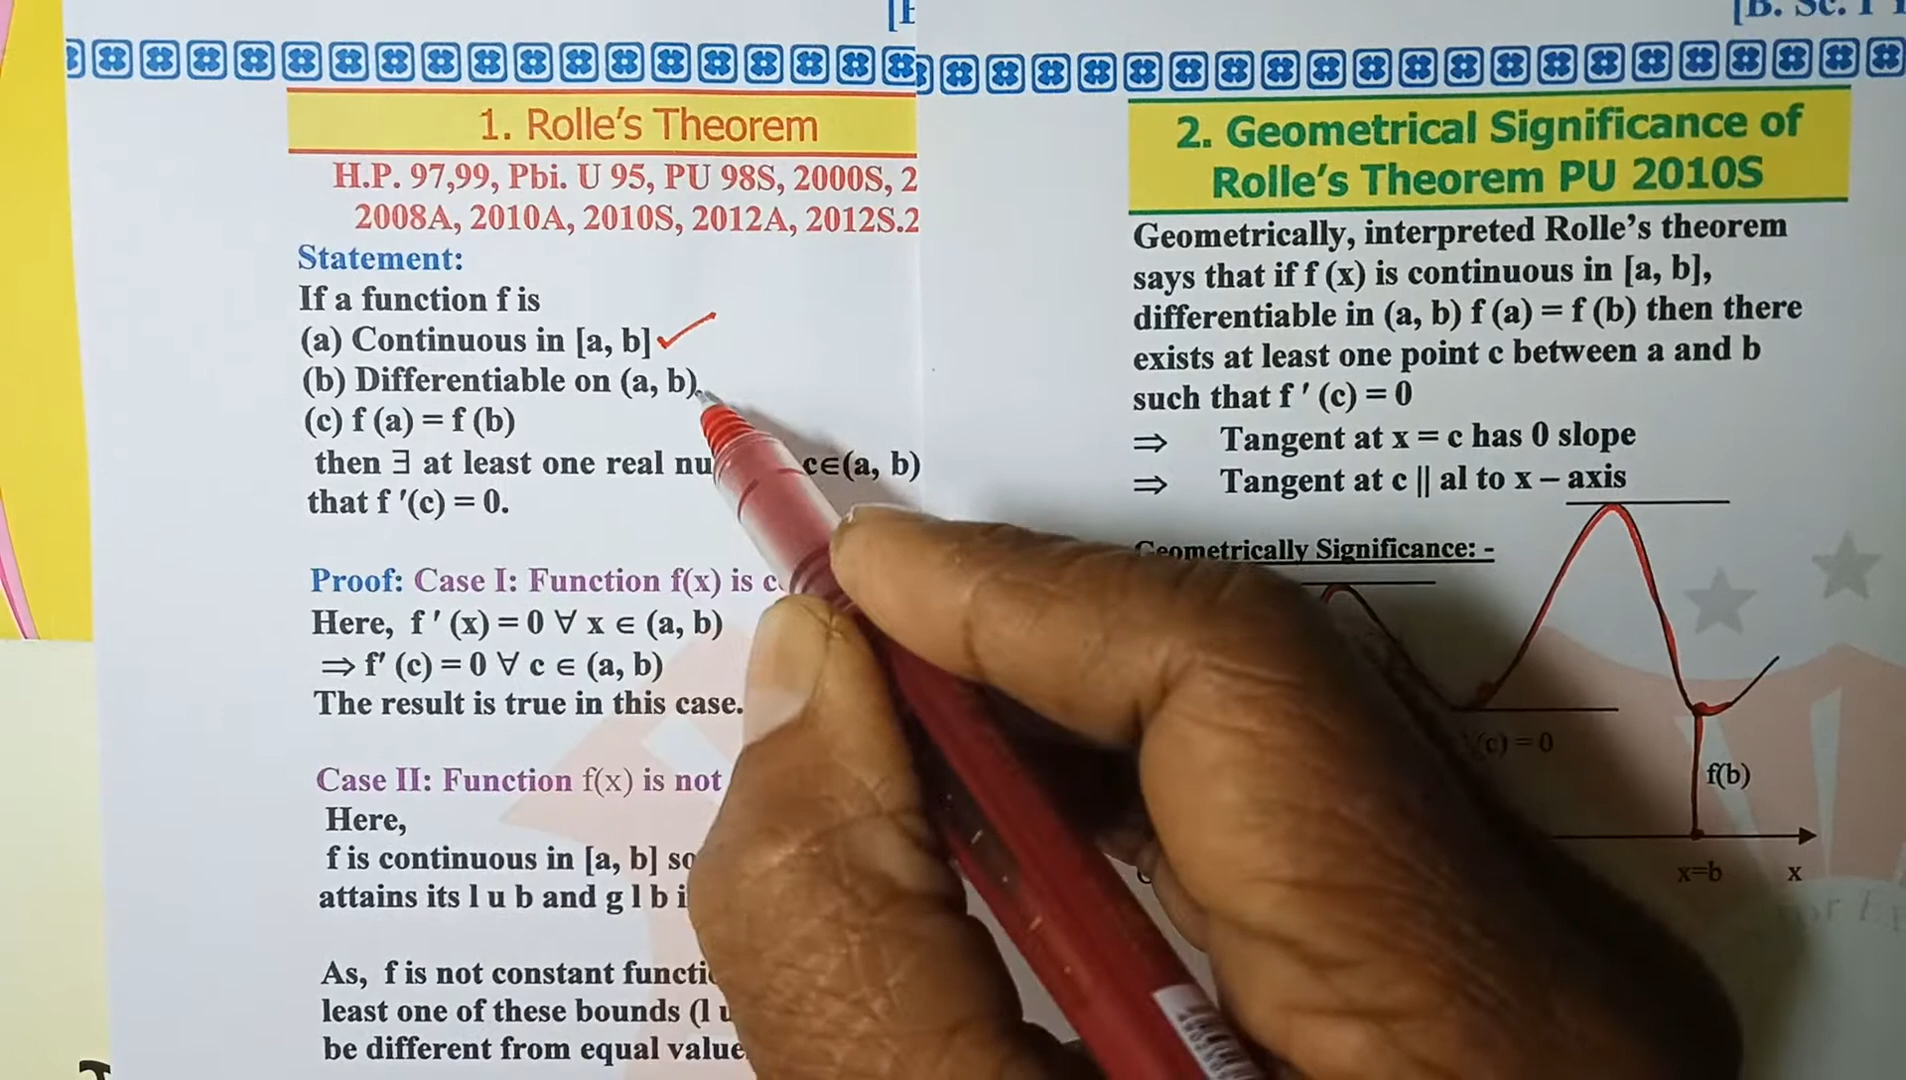 1. Rolle's Theorem
H.P. 97,99, Pbi. U 95, PU 98S, 2000S, 2
2008A, 2010A, 2010S, 2012A, 2012S.2
Statement:
If a function f is
(a) Continuous in [a, b]
(b) Differentiable on (a, b)
(c) f (a) = f (b)
then ∃ at least one real c∈(a, b)
that f ′(c) = 0.
Proof: Case I: Function f(x) is
Here, f ′ (x) = 0 ∀ x ∈ (a, b)
⇒ f′ (c) = 0 ∀ c ∈ (a, b)
The result is true in this case.
Case II: Function f(x) is not
Here,
f is continuous in [a, b]
attains its l u b and g l b
As, f is not constant
least one of these bounds (l
be different from equal value
[B. Sc. I
2. Geometrical Significance of
Rolle's Theorem PU 2010S
Geometrically, interpreted Rolle's theorem
says that if f (x) is continuous in [a, b],
differentiable in (a, b) f (a) = f (b) then there
exists at least one point c between a and b
such that f ′ (c) = 0
⇒ Tangent at x = c has 0 slope
⇒ Tangent at c || al to x – axis
Geometrically Significance: -
(c) = 0
f(b)
x=b x